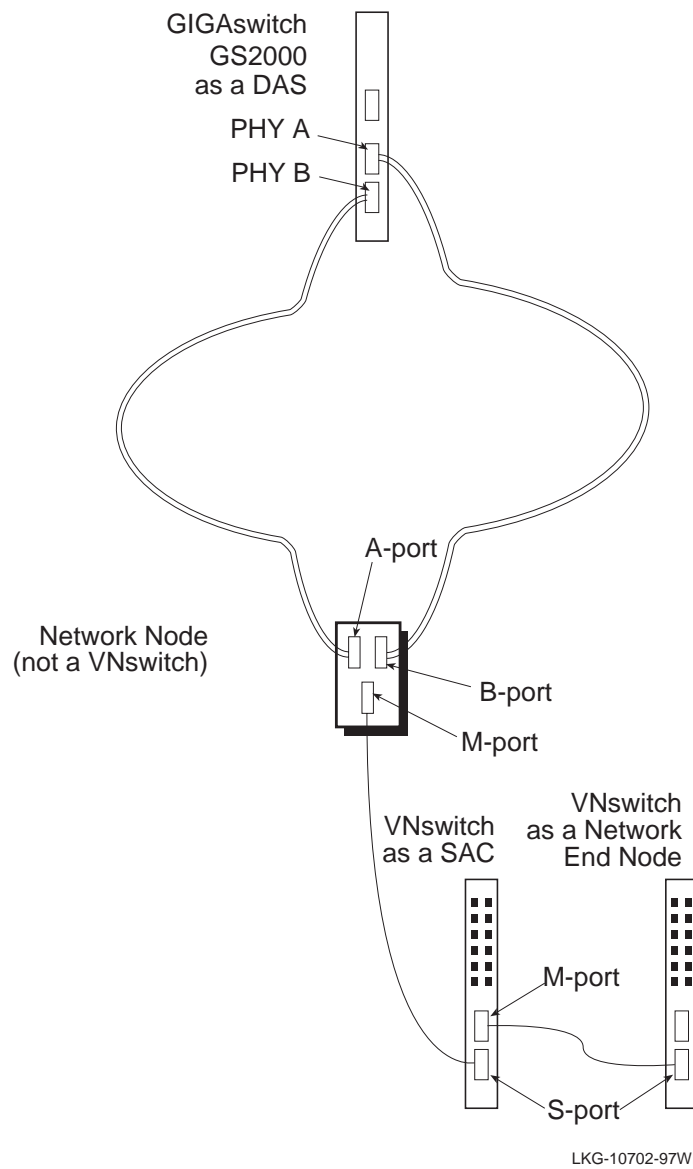 GIGAswitch
GS2000
as a DAS
PHY A
PHY B
A-port
Network Node
(not a VNswitch)
B-port
M-port
VNswitch
as a SAC
VNswitch
as a Network
End Node
M-port
S-port
LKG-10702-97W